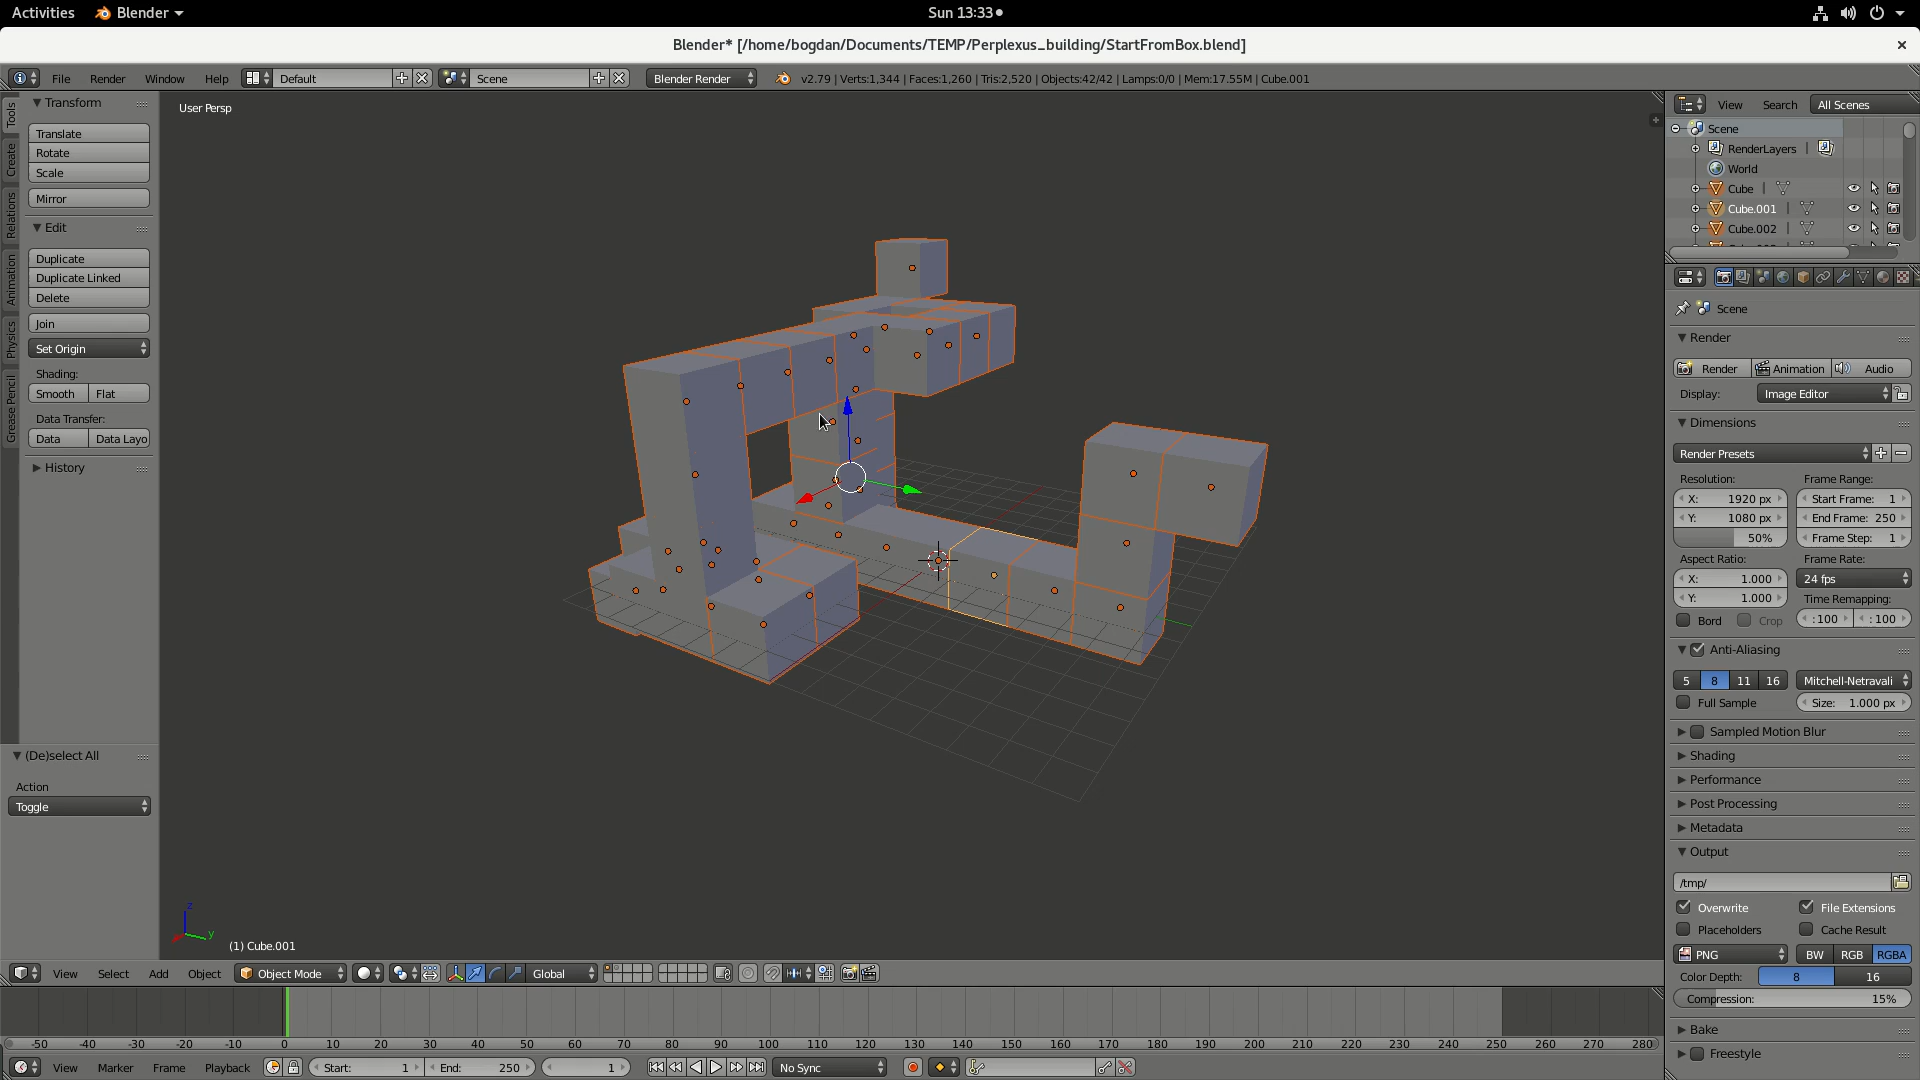 Activities Blender Sun 13:33
Blender* [/home/bogdan/Documents/TEMP/Perplexus_building/StartFromBox.blend]
File Render Window Help Default Scene Blender Render v2.79 | Verts:1,344 | Faces:1,260 | Tris:2,520 | Objects:42/42 | Lamps:0/0 | Mem:17.55M | Cube.001
Tools
Create
Relations
Animation
Physics
Grease Pencil
Transform
Translate
Rotate
Scale
Mirror
Edit
Duplicate
Duplicate Linked
Delete
Join
Set Origin
Shading:
Smooth Flat
Data Transfer:
Data Data Layo
History
(De)select All
Action
Toggle
User Persp
z
y
(1) Cube.001
View Select Add Object Object Mode Global
-50 -40 -30 -20 -10 0 10 20 30 40 50 60 70 80 90 100 110 120 130 140 150 160 170 180 190 200 210 220 230 240 250 260 270 280
View Marker Frame Playback Start: 1 End: 250 1 No Sync
View Search All Scenes
Scene
RenderLayers |
World
Cube |
Cube.001 |
Cube.002 |
Scene
Render
Render Animation Audio
Display: Image Editor
Dimensions
Render Presets
Resolution: Frame Range:
X: 1920 px Start Frame: 1
Y: 1080 px End Frame: 250
50% Frame Step: 1
Aspect Ratio: Frame Rate:
X: 1.000 24 fps
Y: 1.000 Time Remapping:
Bord Crop :100 :100
Anti-Aliasing
5 8 11 16 Mitchell-Netravali
Full Sample Size: 1.000 px
Sampled Motion Blur
Shading
Performance
Post Processing
Metadata
Output
/tmp/
Overwrite File Extensions
Placeholders Cache Result
PNG BW RGB RGBA
Color Depth: 8 16
Compression: 15%
Bake
Freestyle